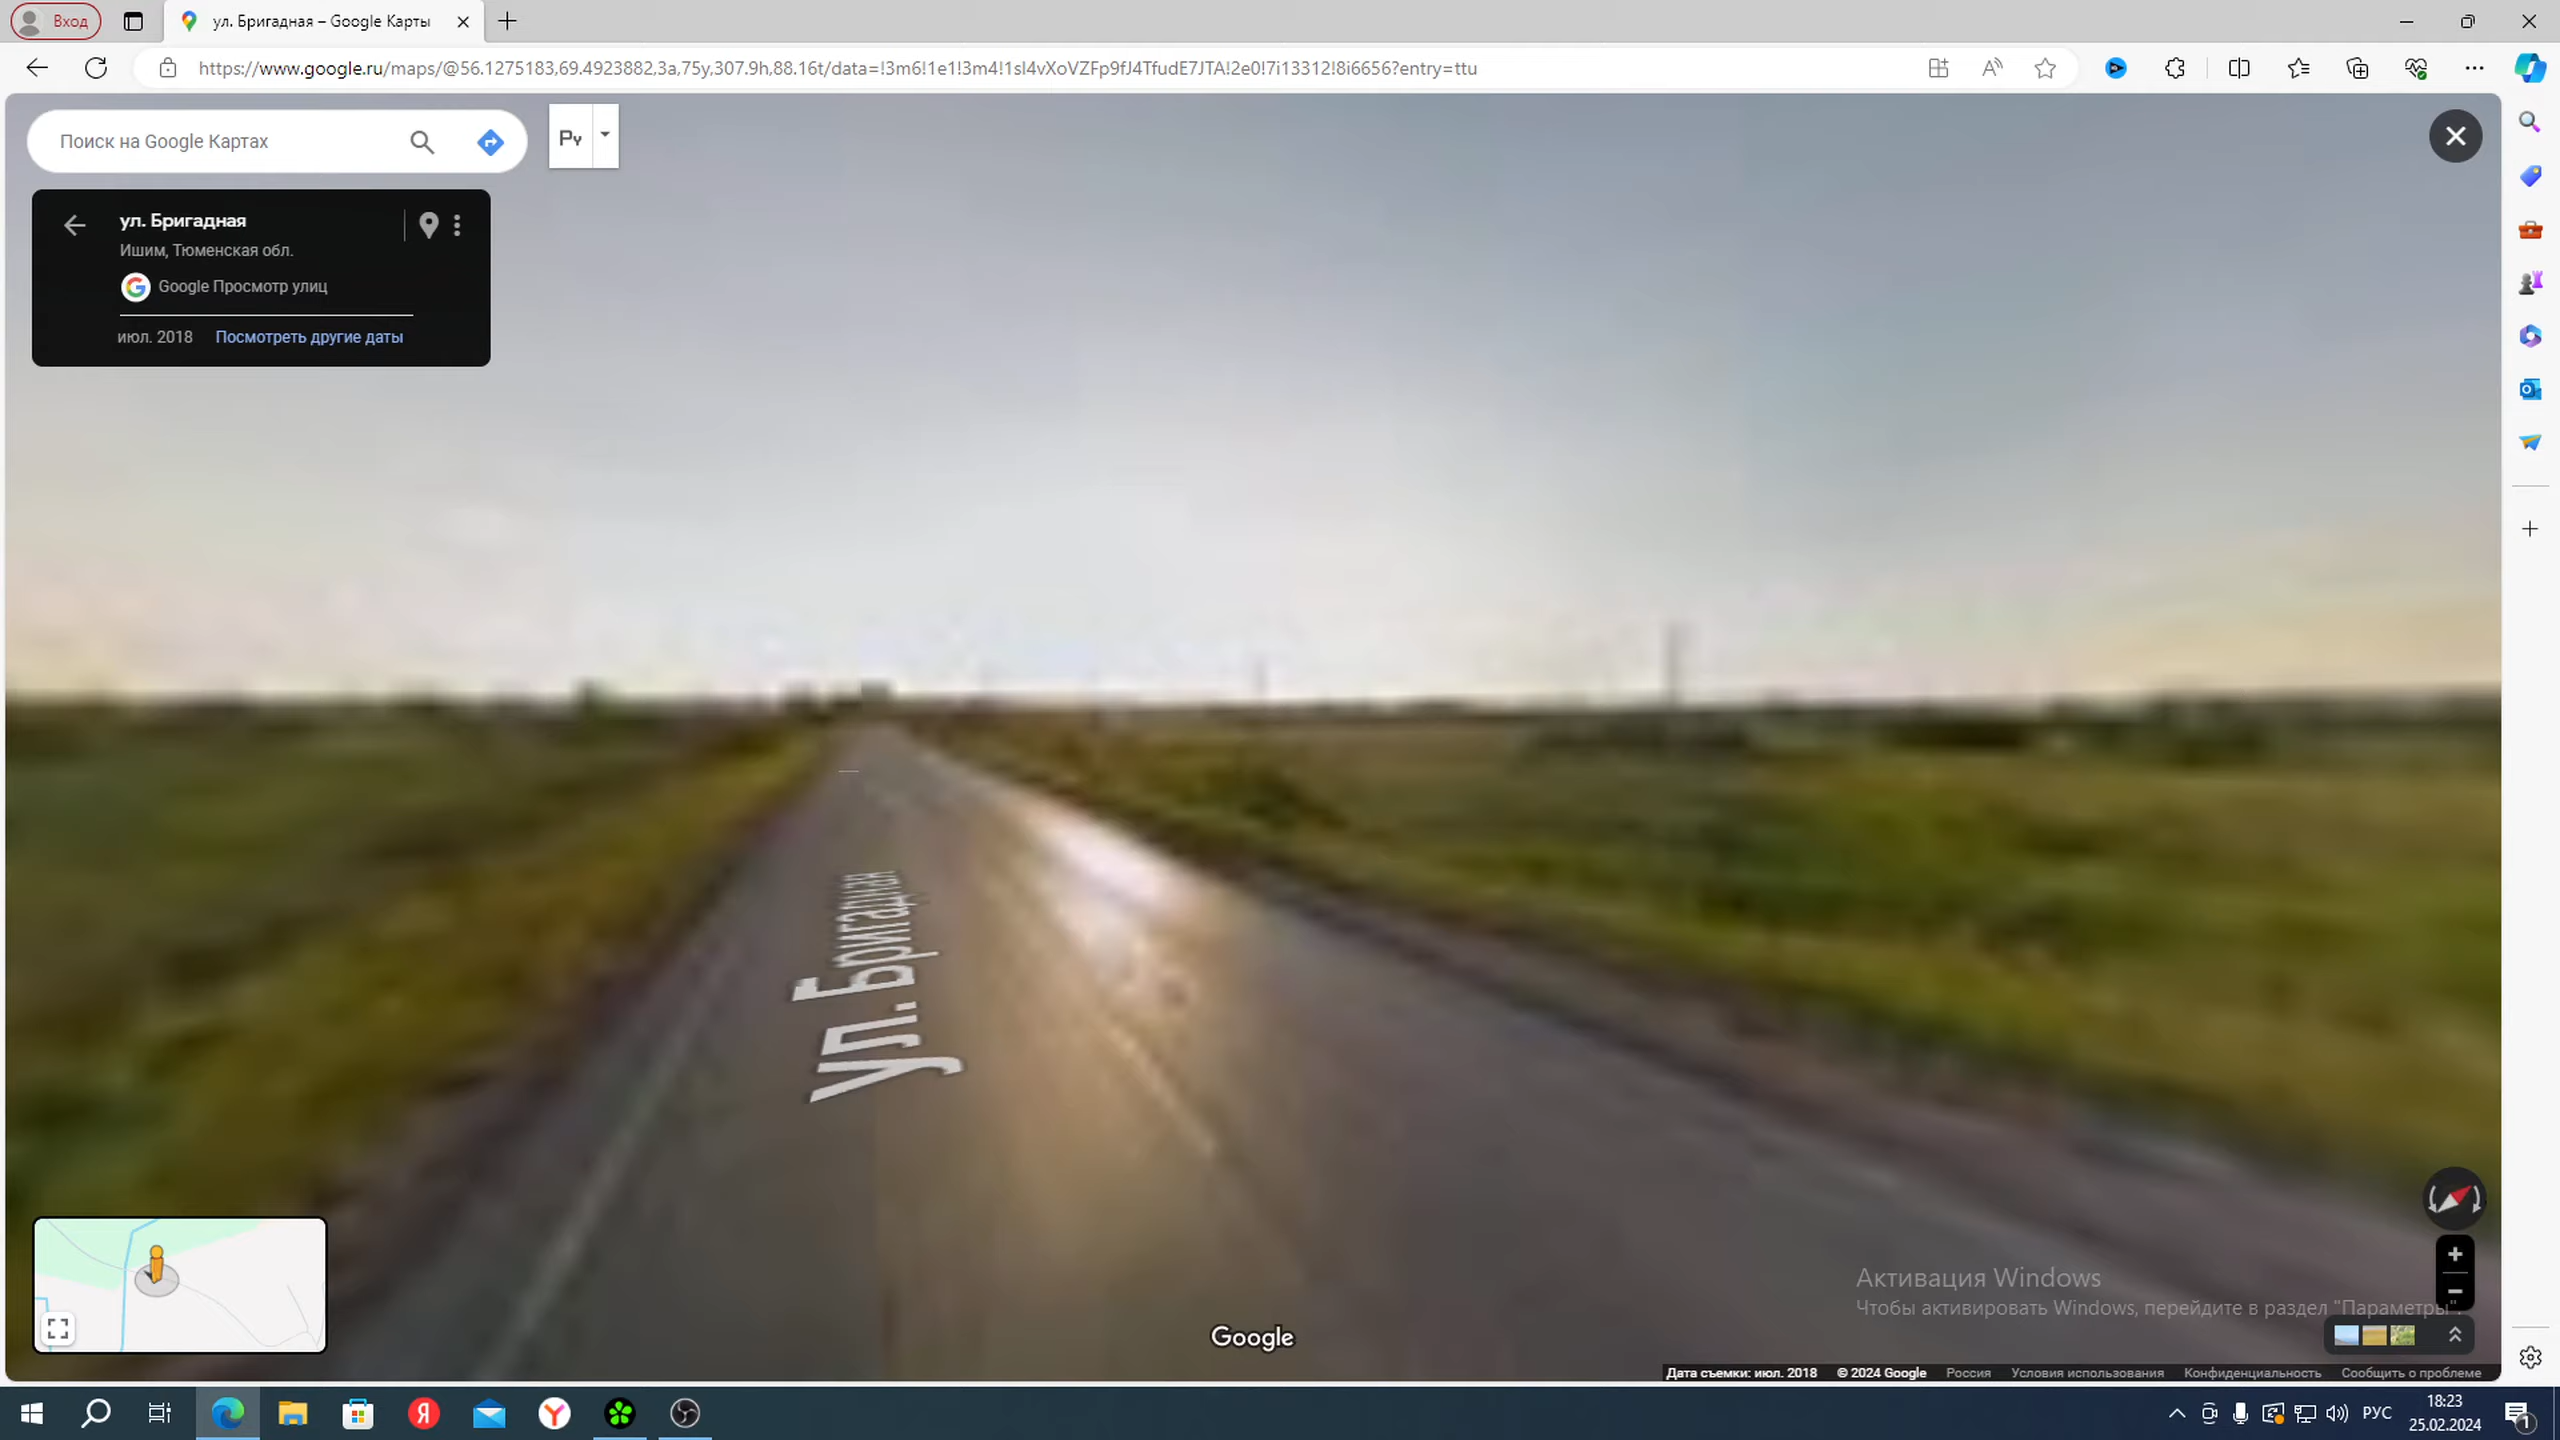 Вход
ул. Бригадная – Google Карты
https://www.google.ru/maps/@56.1275183,69.4923882,3a,75y,307.9h,88.16t/data=!3m6!1e1!3m4!1sI4vXoVZFp9fJ4TfudE7JTA!2e0!7i13312!8i6656?entry=ttu
Поиск на Google Картах
Ру
ул. Бригадная
Ишим, Тюменская обл.
Google Просмотр улиц
июл. 2018 Посмотреть другие даты
ул. Бригадная
Активация Windows
Чтобы активировать Windows, перейдите в раздел "Параметры".
Google
Дата съемки: июл. 2018 © 2024 Google Россия Условия использования Конфиденциальность Сообщить о проблеме
РУС
18:23
25.02.2024
1